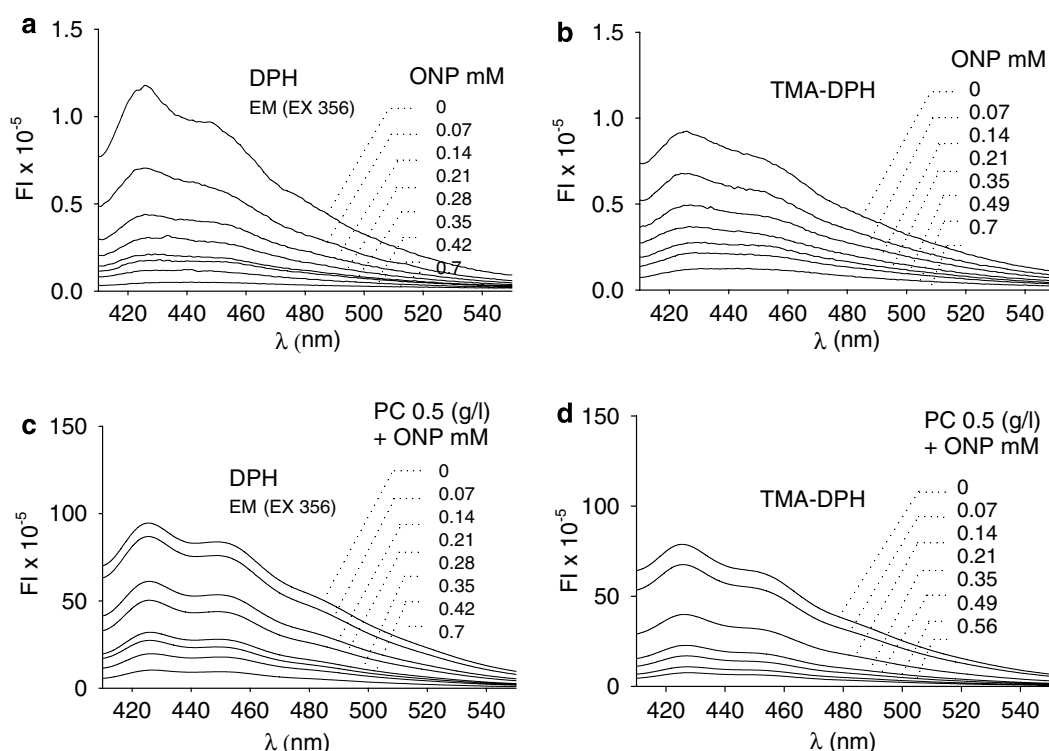 a
1.5
1.0
0.5
0.0
FI x 10-5
DPH
EM (EX 356)
ONP mM
0
0.07
0.14
0.21
0.28
0.35
0.42
0.7
420 440 460 480 500 520 540
λ (nm)
b
1.5
1.0
0.5
0.0
FI x 10-5
TMA-DPH
ONP mM
0
0.07
0.14
0.21
0.35
0.49
0.7
420 440 460 480 500 520 540
λ (nm)
c
150
100
50
0
FI x 10-5
DPH
EM (EX 356)
PC 0.5 (g/l)
+ ONP mM
0
0.07
0.14
0.21
0.28
0.35
0.42
0.7
420 440 460 480 500 520 540
λ (nm)
d
150
100
50
0
FI x 10-5
TMA-DPH
PC 0.5 (g/l)
+ ONP mM
0
0.07
0.14
0.21
0.35
0.49
0.56
420 440 460 480 500 520 540
λ (nm)